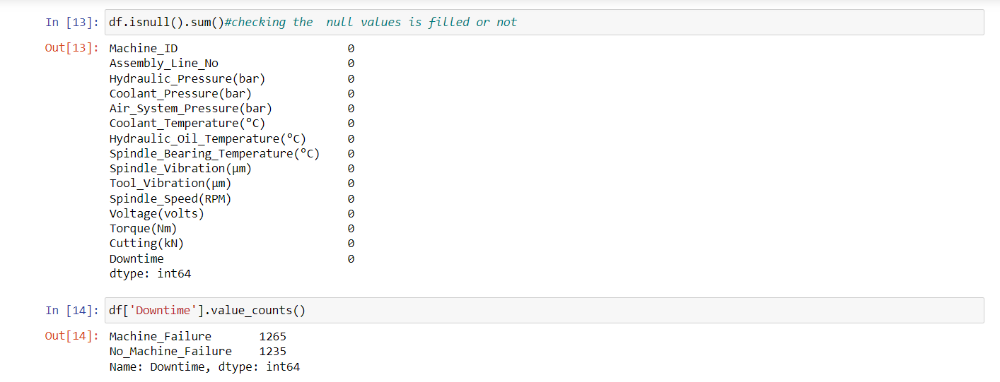 In [13]: df.isnull().sum()#checking the  null values is filled or not
Out[13]: Machine_ID 0
Assembly_Line_No 0
Hydraulic_Pressure(bar) 0
Coolant_Pressure(bar) 0
Air_System_Pressure(bar) 0
Coolant_Temperature(°C) 0
Hydraulic_Oil_Temperature(°C) 0
Spindle_Bearing_Temperature(°C) 0
Spindle_Vibration(µm) 0
Tool_Vibration(µm) 0
Spindle_Speed(RPM) 0
Voltage(volts) 0
Torque(Nm) 0
Cutting(kN) 0
Downtime 0
dtype: int64
In [14]: df['Downtime'].value_counts()
Out[14]: Machine_Failure 1265
No_Machine_Failure 1235
Name: Downtime, dtype: int64